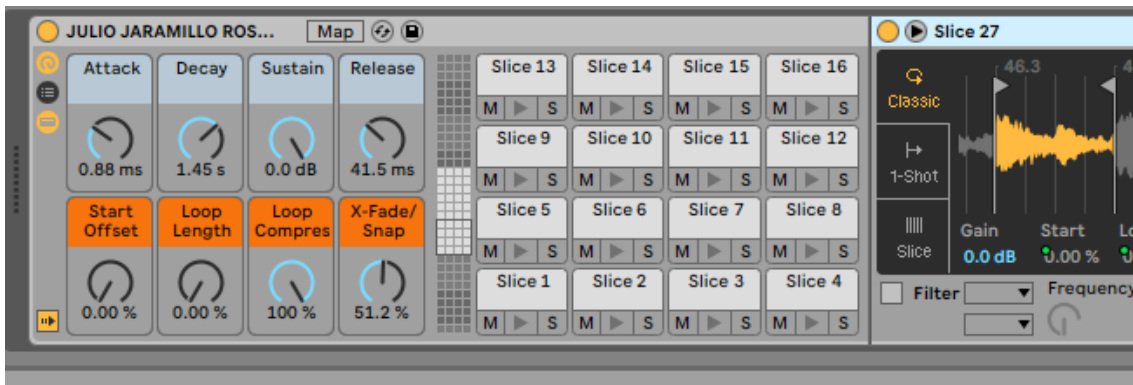 JULIO JARAMILLO ROS... Map
Attack Decay Sustain Release
0.88 ms 1.45 s 0.0 dB 41.5 ms
Start Offset Loop Length Loop Compres X-Fade/ Snap
0.00 % 0.00 % 100 % 51.2 %
Slice 13 Slice 14 Slice 15 Slice 16
M S M S M S M S
Slice 9 Slice 10 Slice 11 Slice 12
M S M S M S M S
Slice 5 Slice 6 Slice 7 Slice 8
M S M S M S M S
Slice 1 Slice 2 Slice 3 Slice 4
M S M S M S M S
Slice 27
46.3 4
Classic
1-Shot
Slice
Gain Start Lo
0.0 dB 0.00 %
Filter Frequency